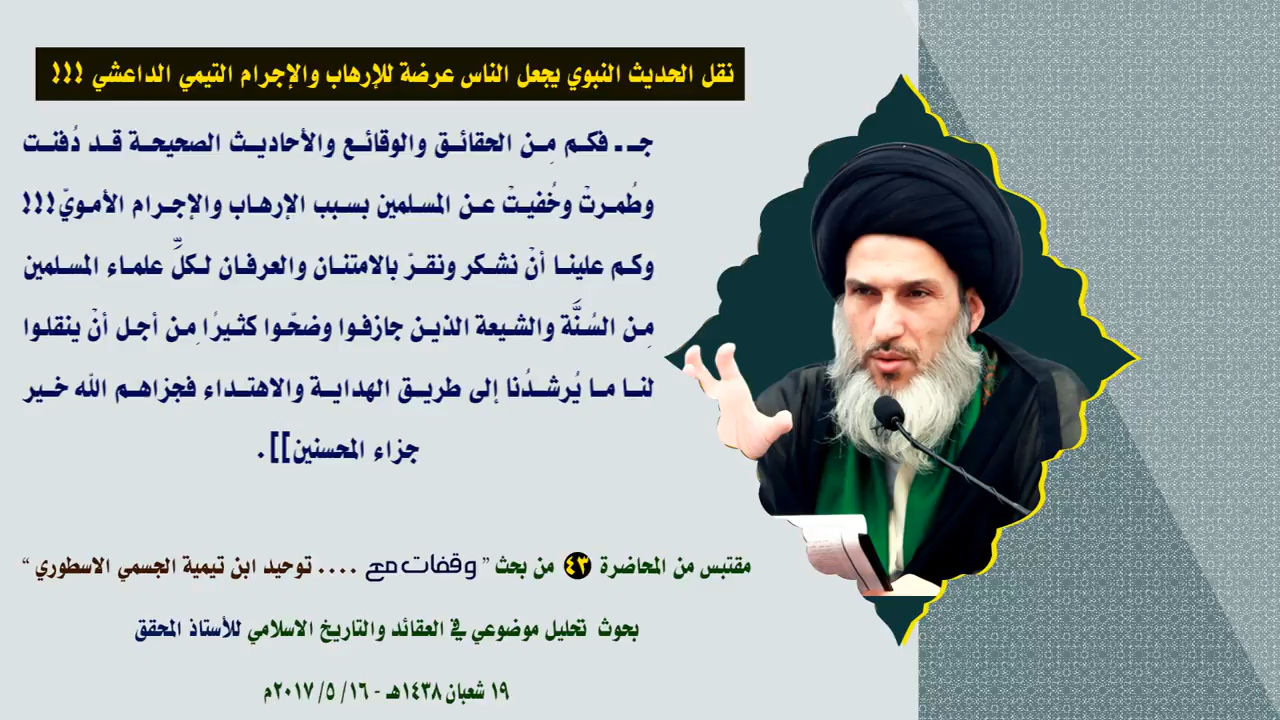 نقل الحديث النبوي يجعل الناس عرضة للإرهاب والإجرام التيمي الداعشي !!!
جـ ـ فكم مِن الحقائق والوقائع والأحاديث الصحيحة قد دُفنت
وطُمرتْ وخُفيتْ عن المسلمين بسبب الإرهاب والإجرام الأمويّ!!!
وكم علينا أنْ نشكر ونقرّ بالامتنان والعرفان لكلِّ علماء المسلمين
مِن السُنَّة والشيعة الذين جازفوا وضحّوا كثيرًا مِن أجل أنْ ينقلوا
لنا ما يُرشدُنا إلى طريق الهداية والاهتداء فجزاهم الله خير
جزاء المحسنين]].
مقتبس من المحاضرة ٤٣ من بحث " وقفات مع .... توحيد ابن تيمية الجسمي الاسطوري "
بحوث تحليل موضوعي في العقائد والتاريخ الاسلامي للأستاذ المحقق
١٩ شعبان ١٤٣٨هـ - ١٦/ ٥/ ٢٠١٧م